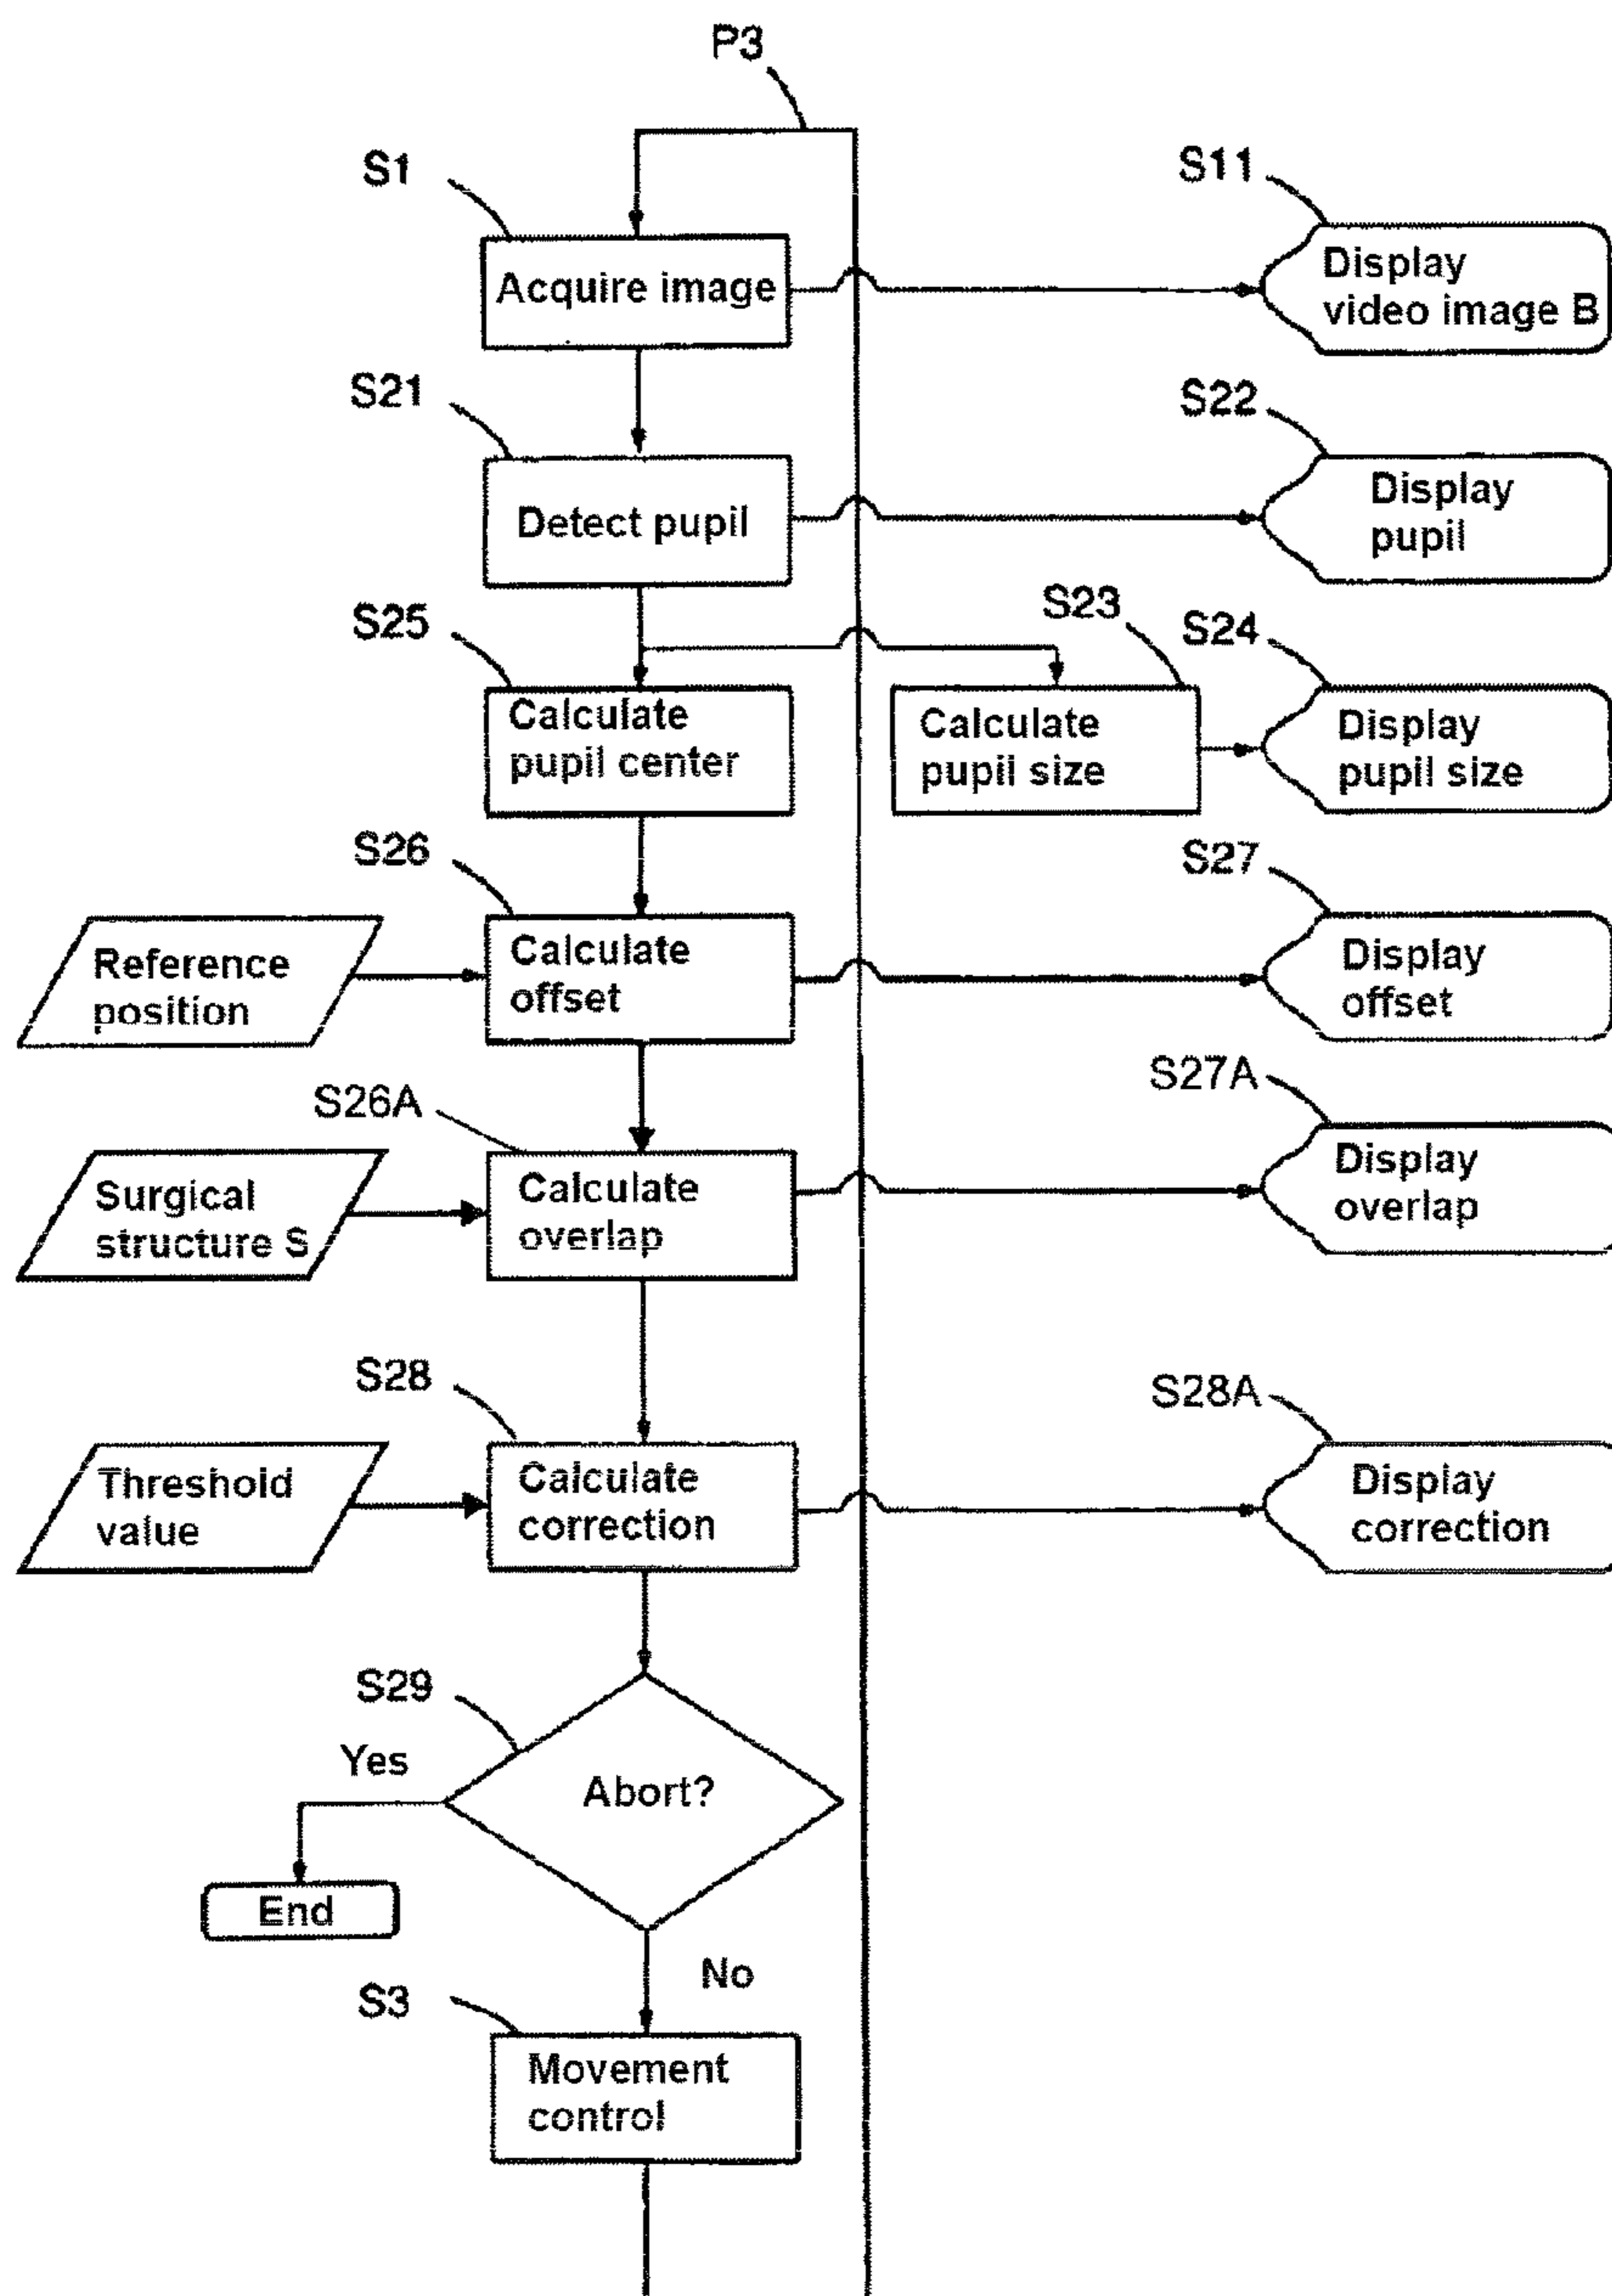 P3
S1
S11
Acquire image
Display
video image B
S21
S22
Detect pupil
Display
pupil
S25
S23
S24
Calculate
pupil center
Calculate
pupil size
Display
pupil size
S26
S27
Reference
position
Calculate
offset
Display
offset
S26A
S27A
Surgical
structure S
Calculate
overlap
Display
overlap
S28
S28A
Threshold
value
Calculate
correction
Display
correction
S29
Yes
Abort?
End
No
S3
Movement
control